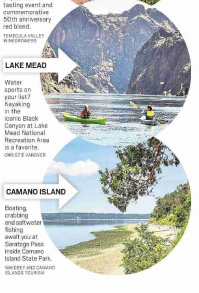 tasting event and
commemorative
50th anniversary
red blend.
TEMECULA VALLEY
WINEGROWERS
LAKE MEAD
Water
sports on
your list?
Kayaking
in the
iconic Black
Canyon at Lake
Mead National
Recreation Area
is a favorite.
CHRISTIE VANOVER
CAMANO ISLAND
Boating,
crabbing
and saltwater
fishing
await you at
Saratoga Pass
inside Camano
Island State Park.
WHIDBEY AND CAMANO
ISLANDS TOURISM